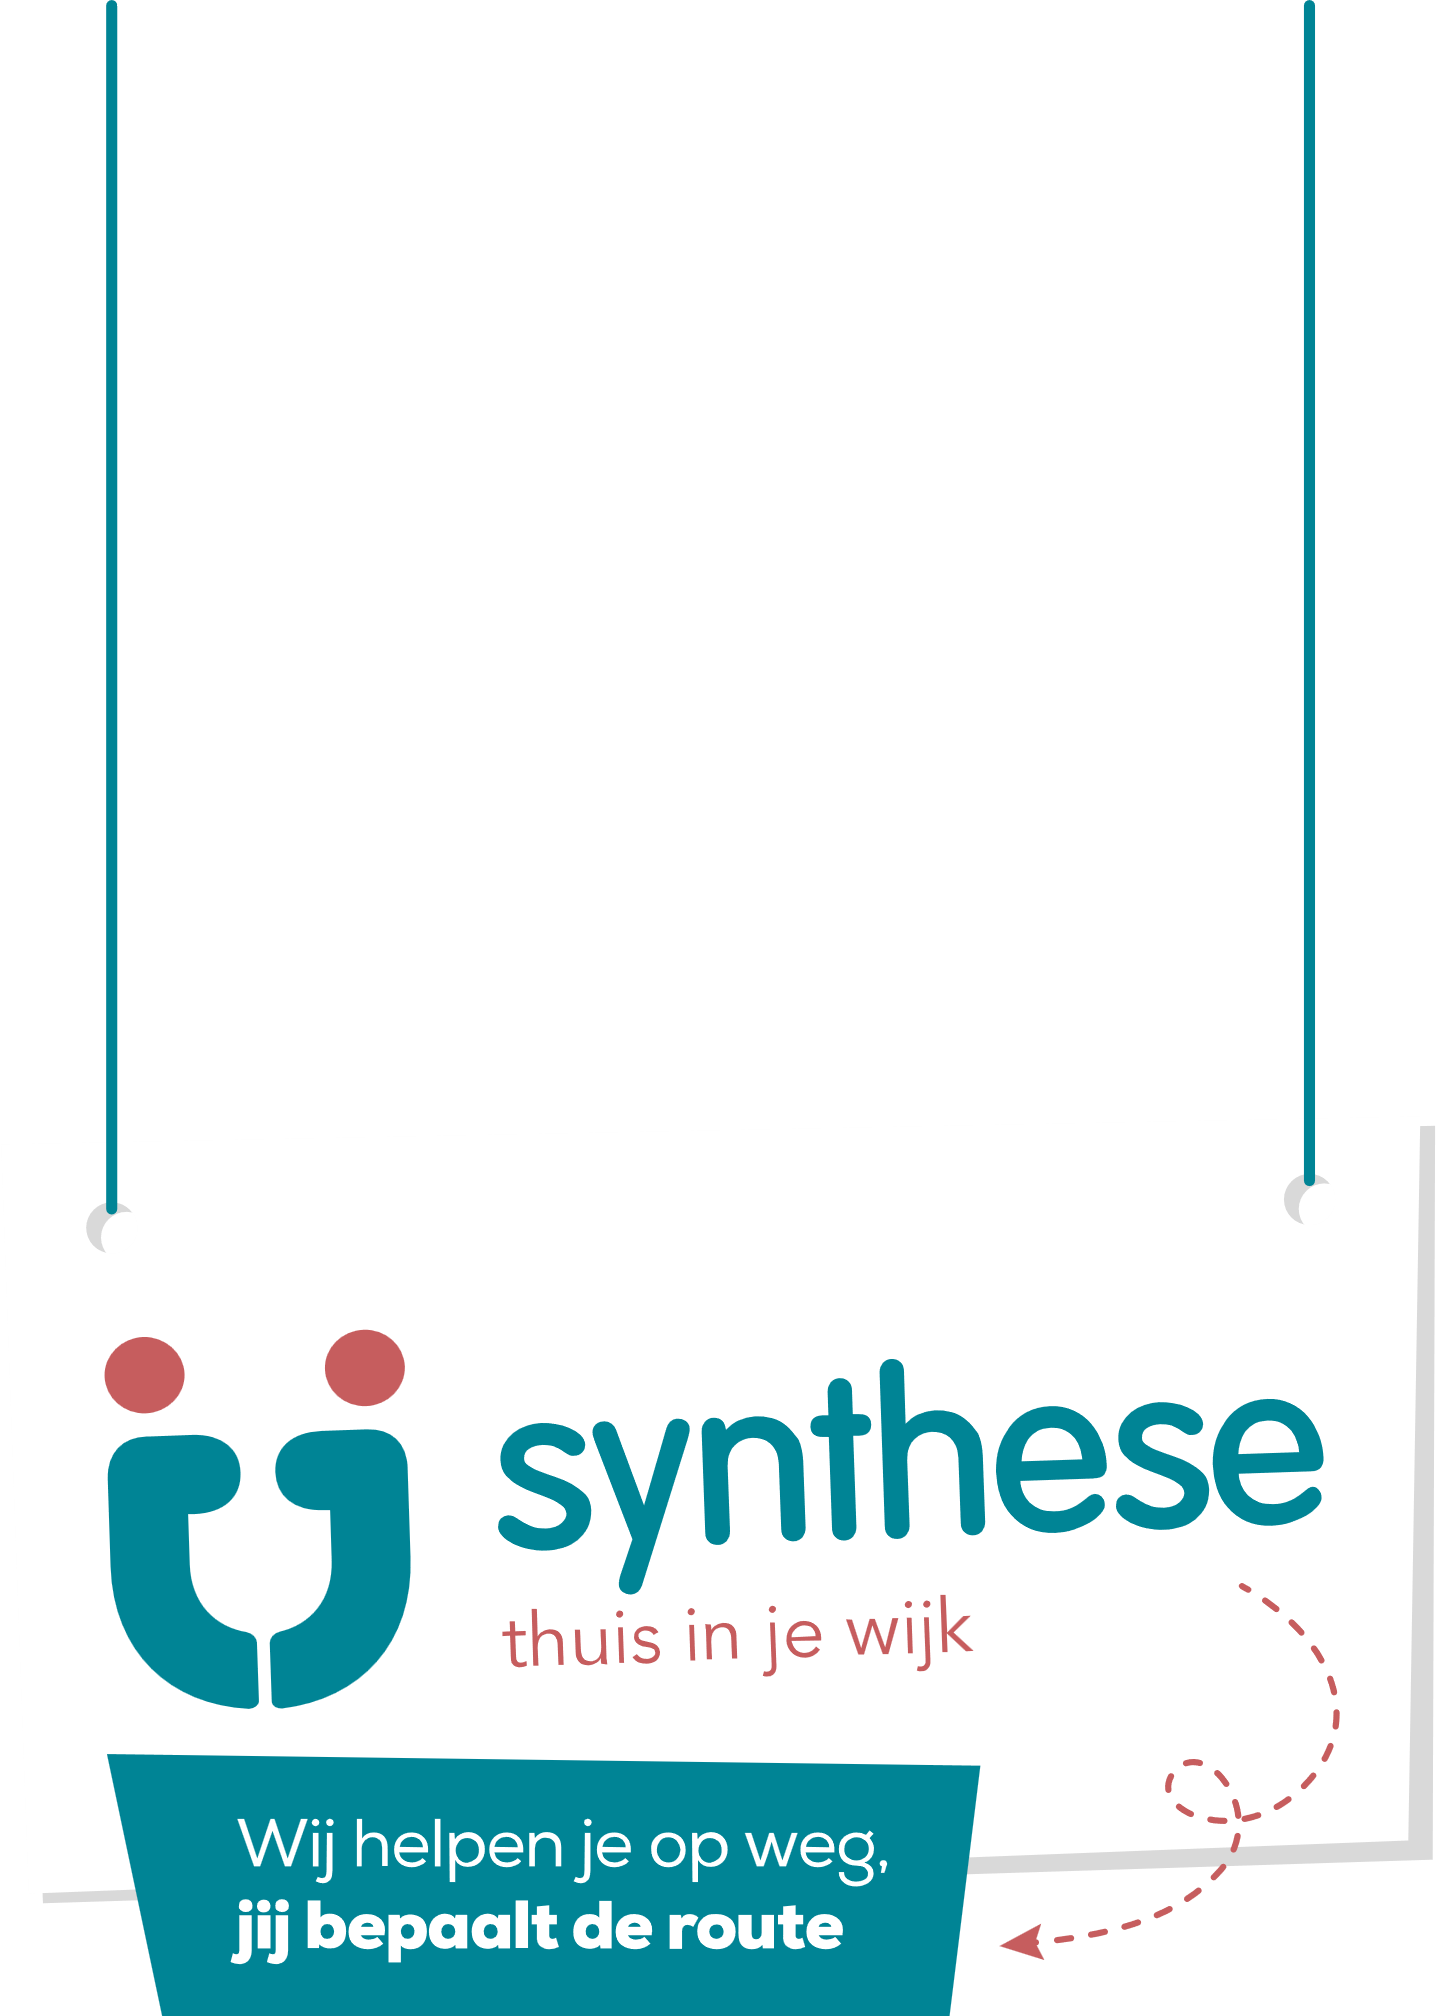 synthese
thuis in je wijk
Wij helpen je op weg,
jij bepaalt de route